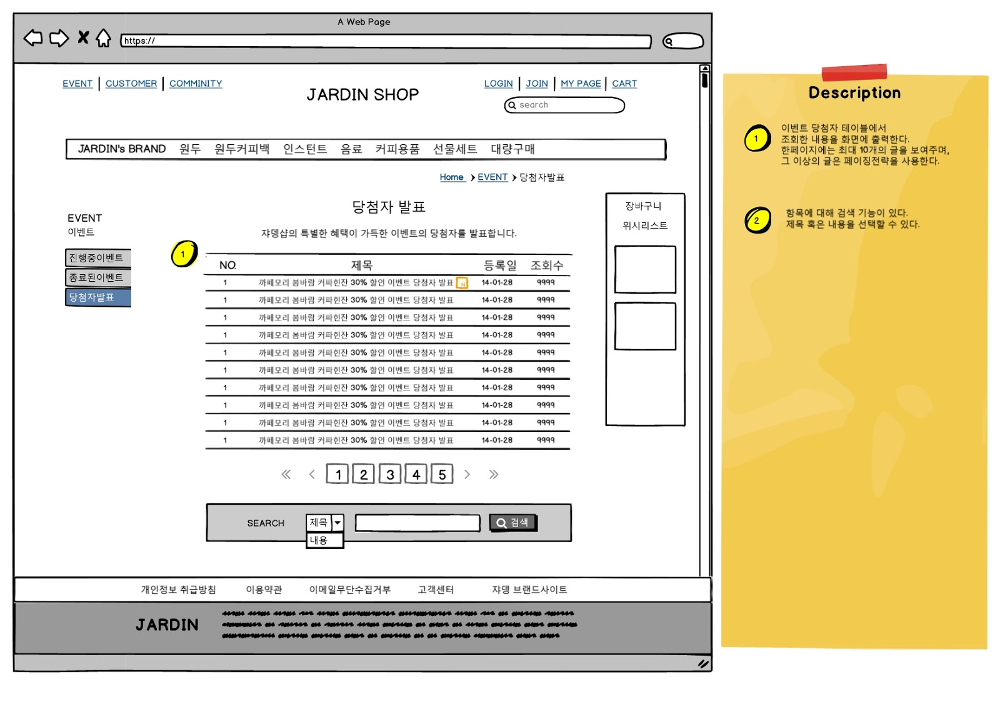 A Web Page
https://
EVENT | CUSTOMER | COMMINITY
JARDIN SHOP
LOGIN | JOIN | MY PAGE | CART
search
JARDIN's BRAND 원두 원두커피백 인스턴트 음료 커피용품 선물세트 대량구매
Home > EVENT > 당첨자발표
EVENT
이벤트
진행중이벤트
종료된이벤트
당첨자발표
당첨자 발표
쟈뎅샵의 특별한 혜택이 가득한 이벤트의 당첨자를 발표합니다.
1
NO. 제목 등록일 조회수
1 까페모리 봄바람 커파힌잔 30% 할인 이벤트 당첨자 발표 N 14-01-28 9999
1 까페모리 봄바람 커파힌잔 30% 할인 이벤트 당첨자 발표 14-01-28 9999
1 까페모리 봄바람 커파힌잔 30% 할인 이벤트 당첨자 발표 14-01-28 9999
1 까페모리 봄바람 커파힌잔 30% 할인 이벤트 당첨자 발표 14-01-28 9999
1 까페모리 봄바람 커파힌잔 30% 할인 이벤트 당첨자 발표 14-01-28 9999
1 까페모리 봄바람 커파힌잔 30% 할인 이벤트 당첨자 발표 14-01-28 9999
1 까페모리 봄바람 커파힌잔 30% 할인 이벤트 당첨자 발표 14-01-28 9999
1 까페모리 봄바람 커파힌잔 30% 할인 이벤트 당첨자 발표 14-01-28 9999
1 까페모리 봄바람 커파힌잔 30% 할인 이벤트 당첨자 발표 14-01-28 9999
1 까페모리 봄바람 커파힌잔 30% 할인 이벤트 당첨자 발표 14-01-28 9999
« < 1 2 3 4 5 > »
SEARCH 제목 검색
내용
장바구니
위시리스트
개인정보 취급방침 이용약관 이메일무단수집거부 고객센터 쟈뎅 브랜드사이트
JARDIN
Description
1
이벤트 당첨자 테이블에서
조회한 내용을 화면에 출력한다.
한페이지에는 최대 10개의 글을 보여주며,
그 이상의 글은 페이징전략을 사용한다.
2
항목에 대해 검색 기능이 있다.
제목 혹은 내용을 선택할 수 있다.